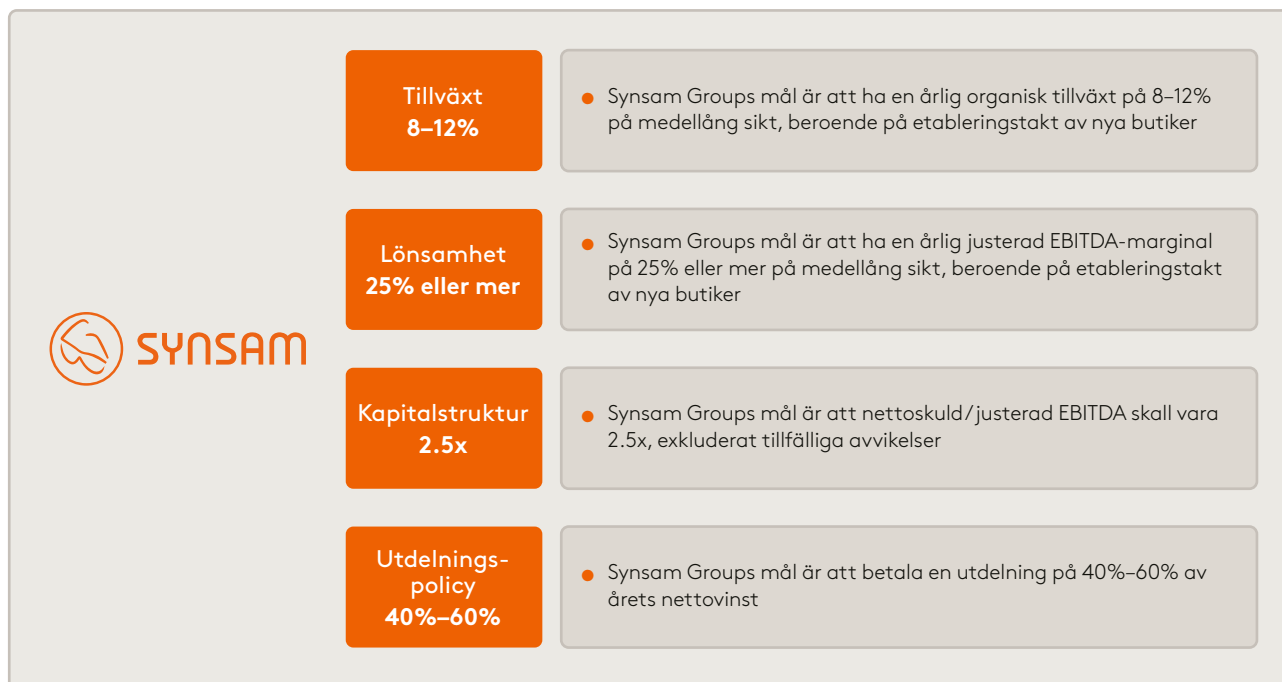 SYNSAM
Tillväxt
8–12%
Synsam Groups mål är att ha en årlig organisk tillväxt på 8–12%
på medellång sikt, beroende på etableringstakt av nya butiker
Lönsamhet
25% eller mer
Synsam Groups mål är att ha en årlig justerad EBITDA-marginal
på 25% eller mer på medellång sikt, beroende på etableringstakt
av nya butiker
Kapitalstruktur
2.5x
Synsam Groups mål är att nettoskuld/justerad EBITDA skall vara
2.5x, exkluderat tillfälliga avvikelser
Utdelnings-
policy
40%–60%
Synsam Groups mål är att betala en utdelning på 40%–60% av
årets nettovinst